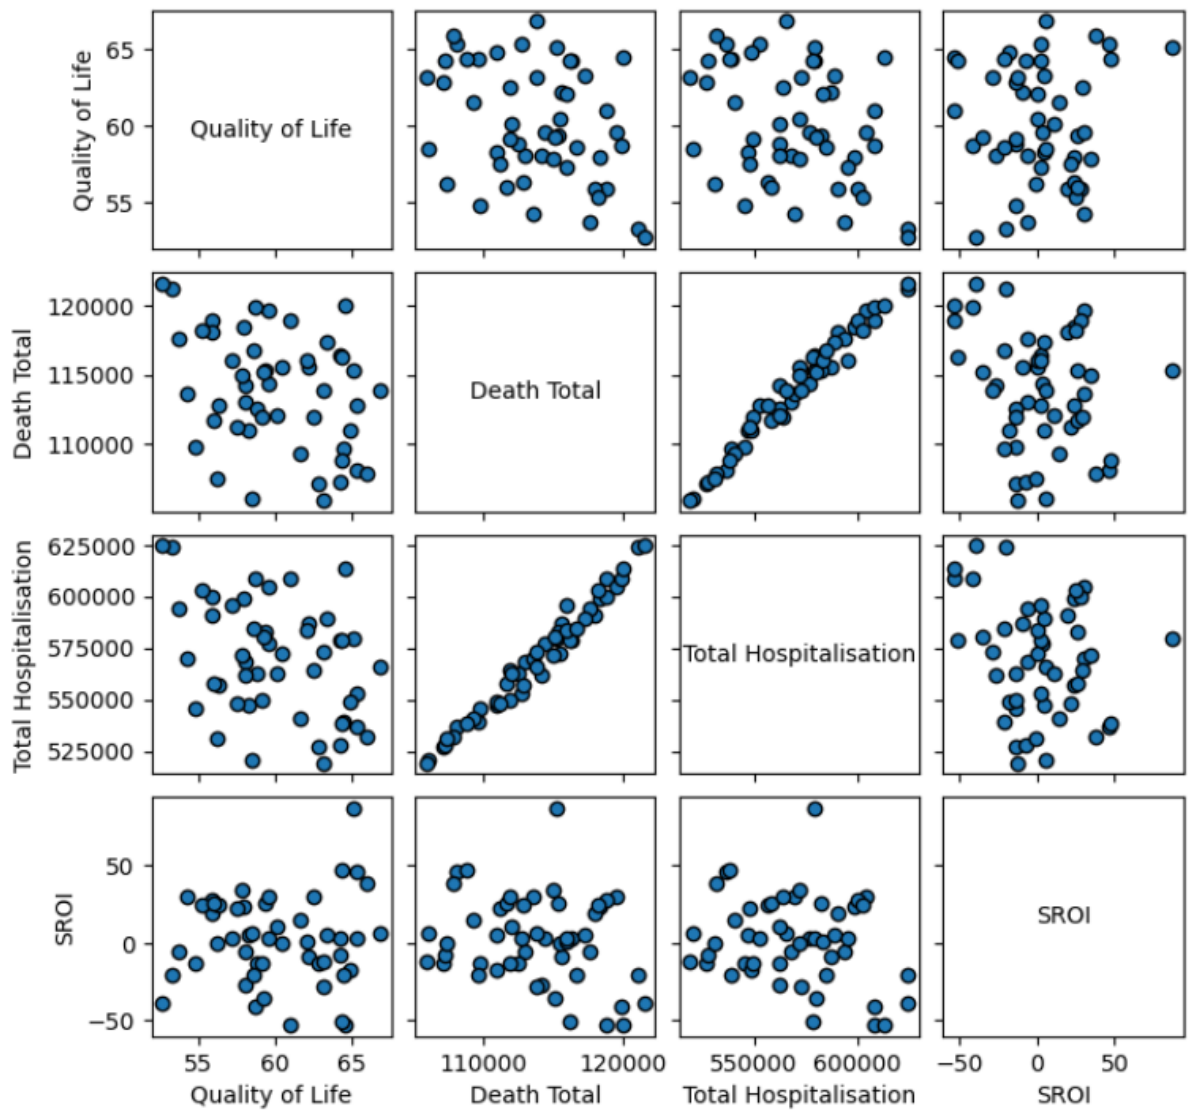 Quality of Life
65
60
55
Quality of Life
Death Total
120000
115000
110000
Death Total
Total Hospitalisation
625000
600000
575000
550000
525000
Total Hospitalisation
SROI
50
0
−50
SROI
55 60 65
110000 120000
550000 600000
−50 0 50
Quality of Life
Death Total
Total Hospitalisation
SROI